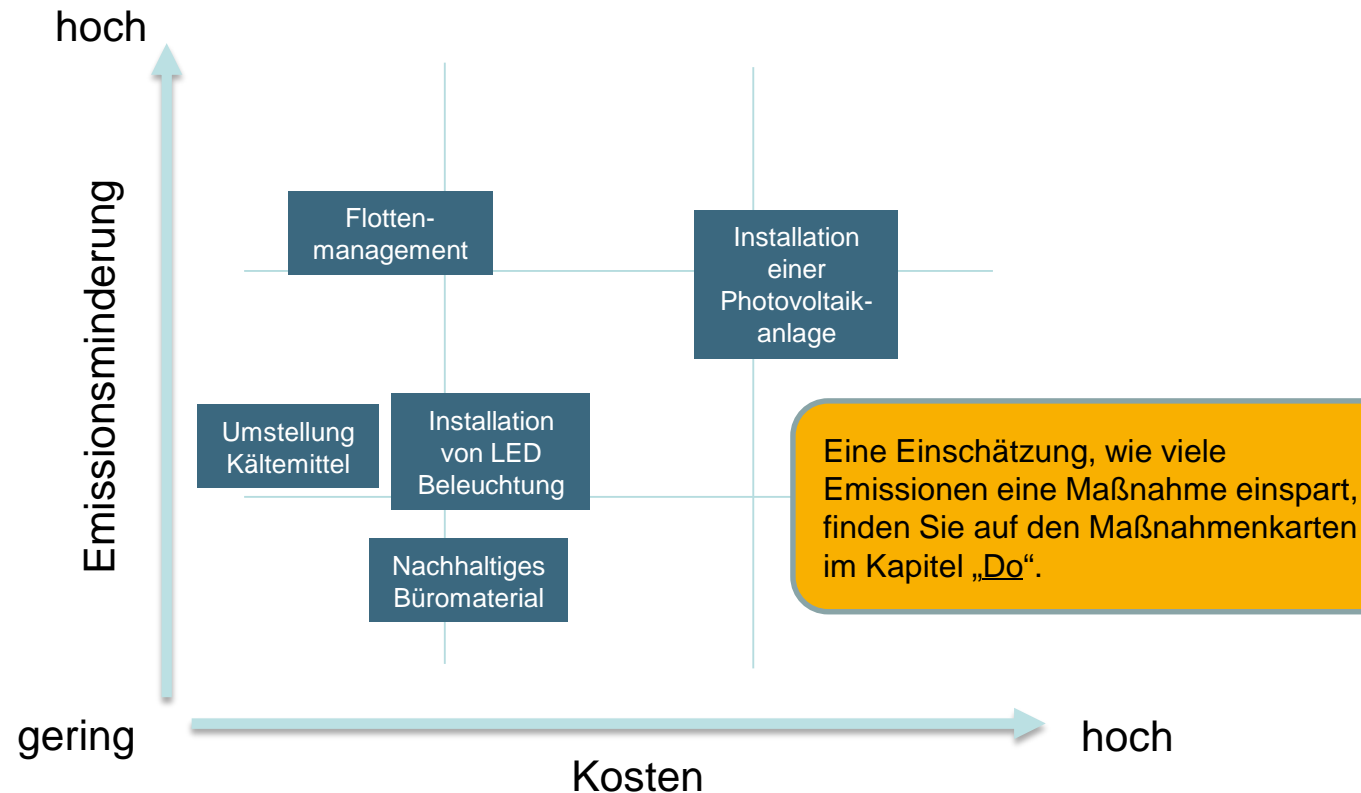 hoch
Emissionsminderung
Flotten-
management
Installation
einer
Photovoltaik-
anlage
Umstellung
Kältemittel
Installation
von LED
Beleuchtung
Nachhaltiges
Büromaterial
Eine Einschätzung, wie viele
Emissionen eine Maßnahme einspart,
finden Sie auf den Maßnahmenkarten
im Kapitel „Do“.
gering
hoch
Kosten